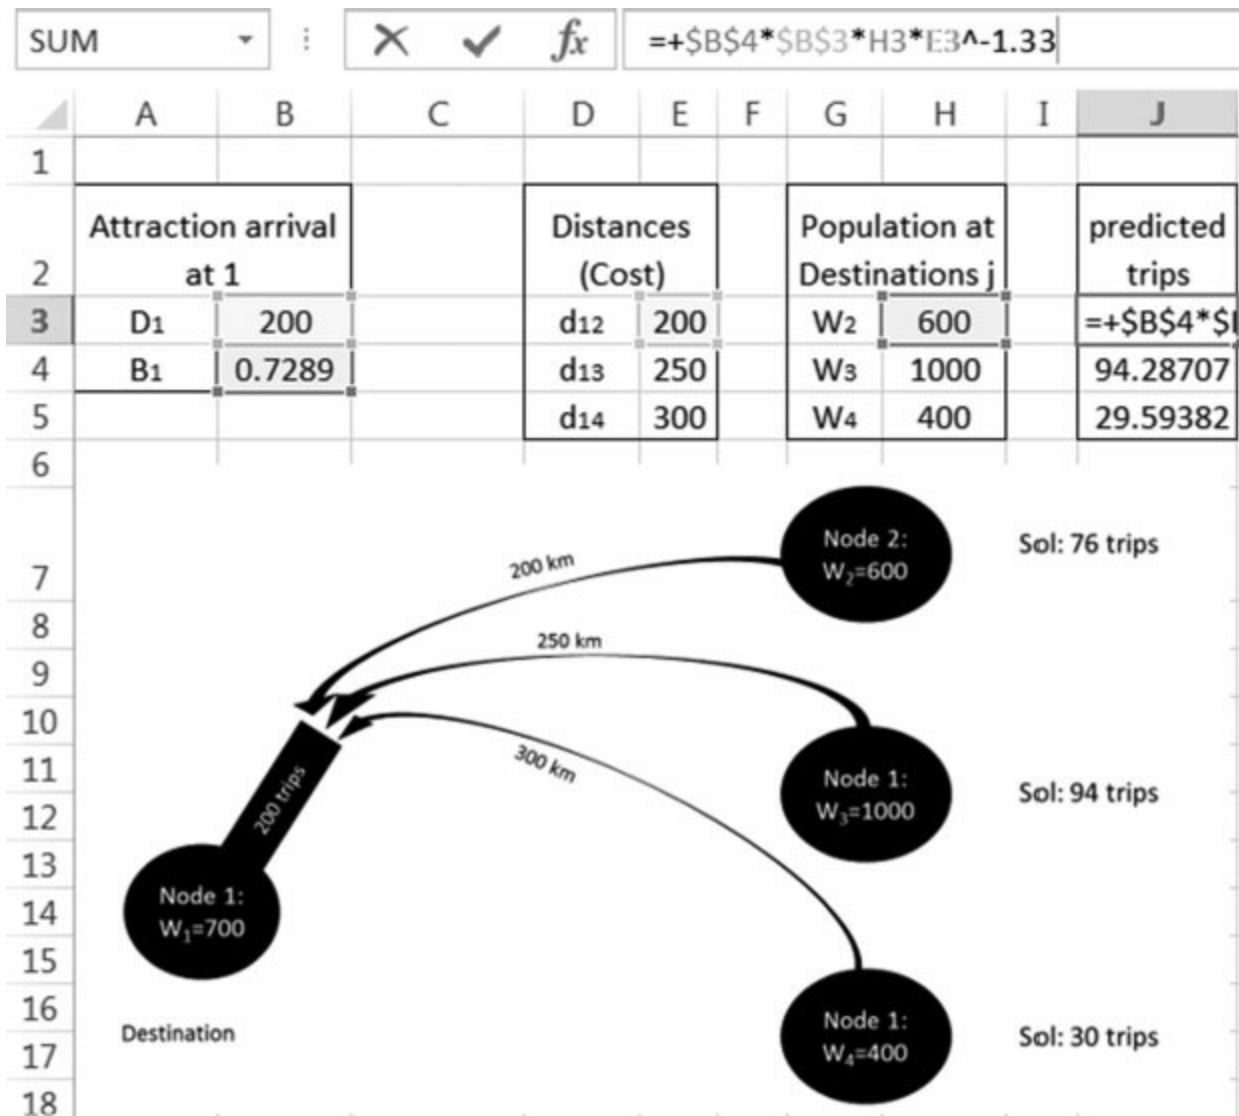 SUM fx =+$B$4*$B$3*H3*E3^-1.33
A B C D E F G H I J
1
2 Attraction arrival at 1 Distances (Cost) Population at Destinations j predicted trips
3 D1 200 d12 200 W2 600 =+$B$4*$
4 B1 0.7289 d13 250 W3 1000 94.28707
5 d14 300 W4 400 29.59382
6
7
8
9
10
11
12
13
14
15
16
17
18
Node 2:
W2=600
Sol: 76 trips
200 km
250 km
300 km
Node 1:
W3=1000
Sol: 94 trips
200 trips
Node 1:
W1=700
Destination
Node 1:
W4=400
Sol: 30 trips